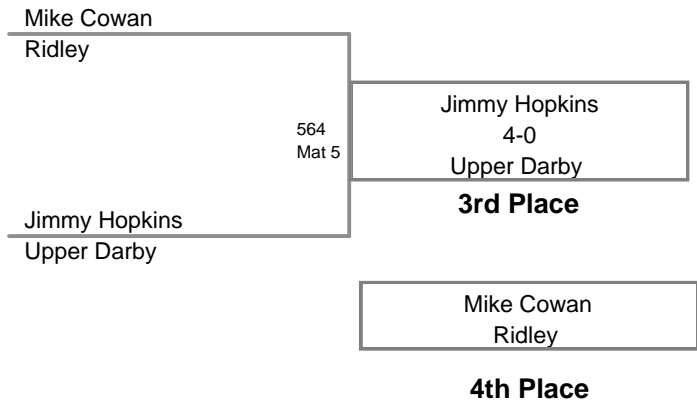 Mike Cowan
Ridley
564
Mat 5
Jimmy Hopkins
4-0
Upper Darby
3rd Place
Jimmy Hopkins
Upper Darby
Mike Cowan
Ridley
4th Place